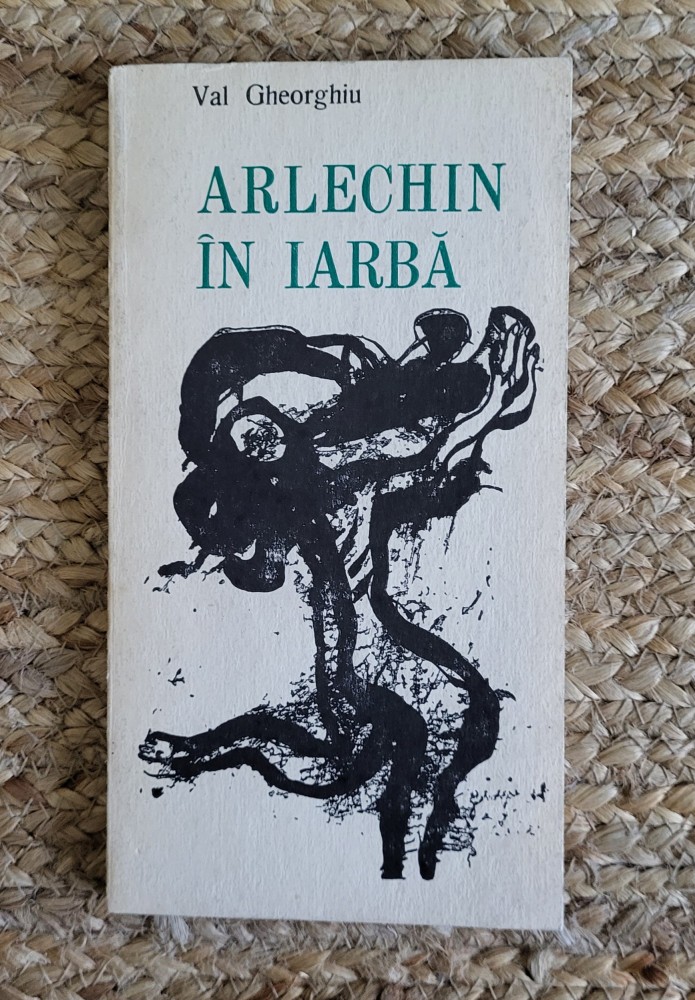 Val Gheorghiu
ARLECHIN
ÎN IARBĂ